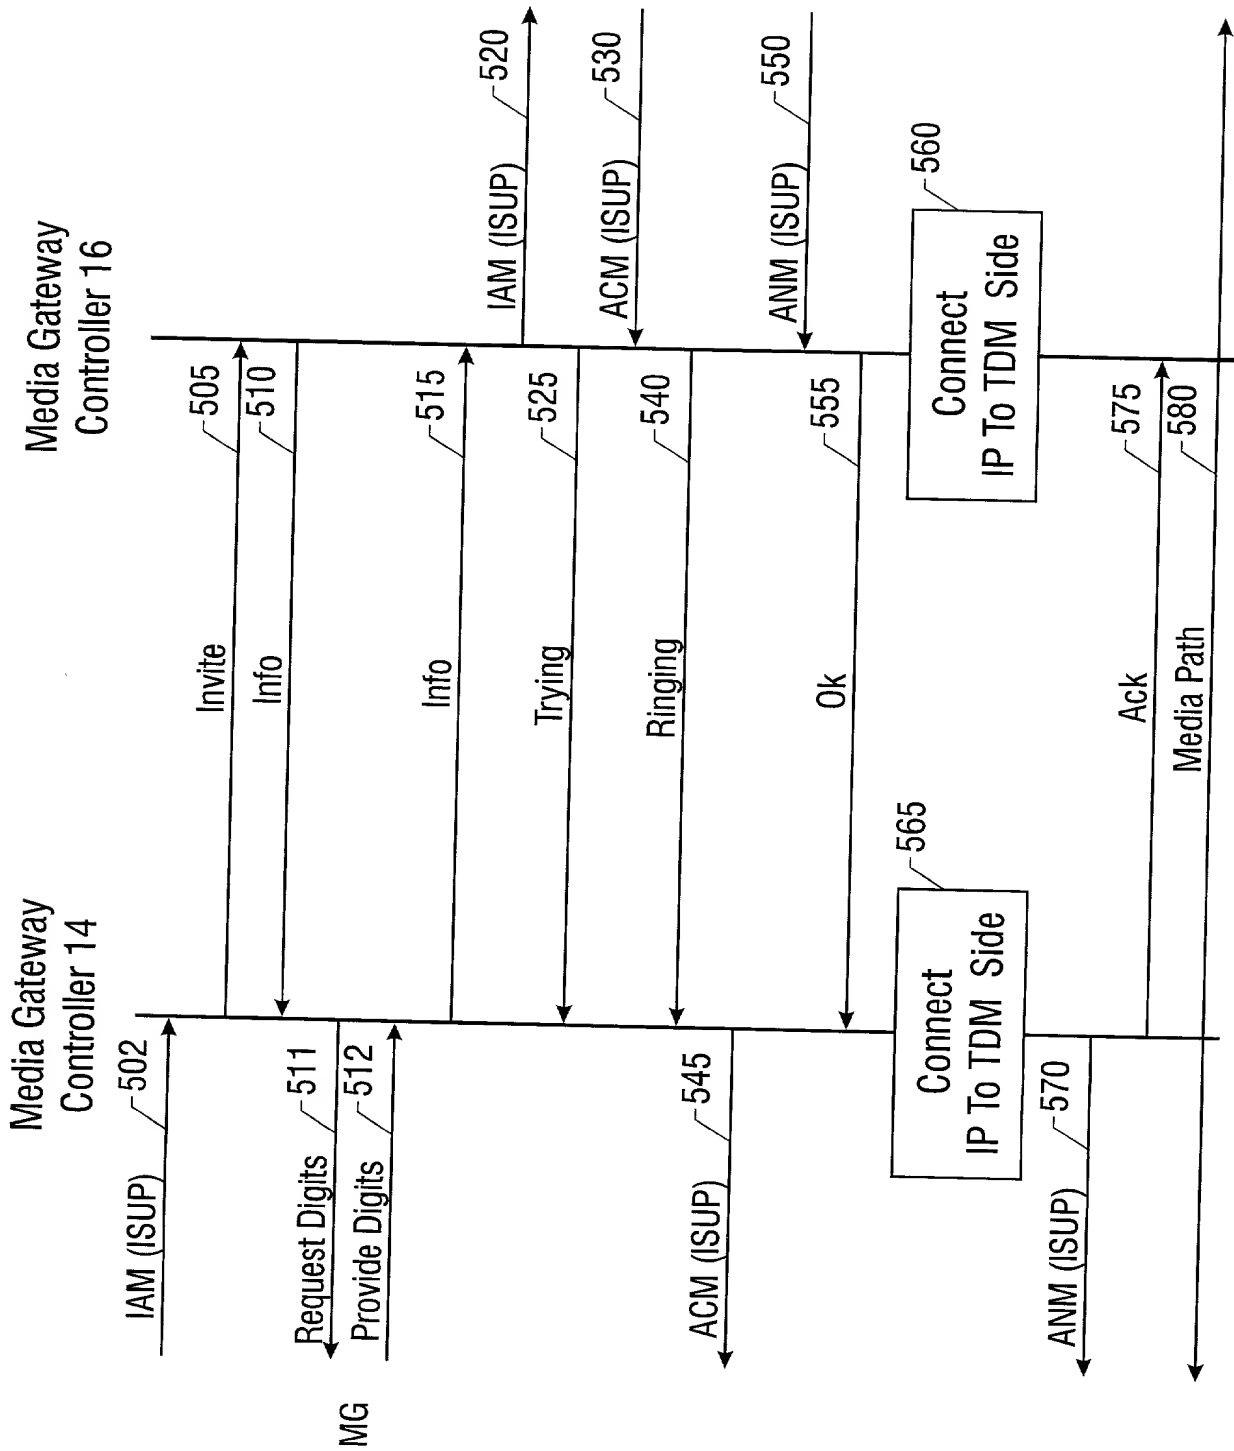 Media Gateway
Controller 14
Media Gateway
Controller 16
IAM (ISUP)
502
Invite
505
Info
510
Request Digits
511
MG
Provide Digits
512
Info
515
IAM (ISUP)
520
Trying
525
ACM (ISUP)
530
Ringing
540
ACM (ISUP)
545
ANM (ISUP)
550
Ok
555
Connect
IP To TDM Side
565
Connect
IP To TDM Side
560
ANM (ISUP)
570
Ack
575
Media Path
580